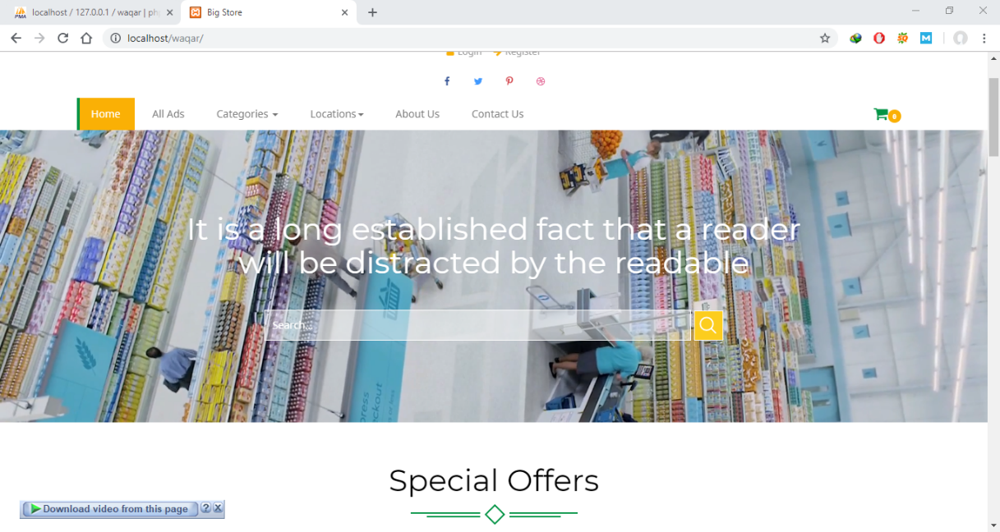 localhost / 127.0.0.1 / waqar | ph
Big Store
localhost/waqar/
Login Register
Home All Ads Categories Locations About Us Contact Us 0
It is a long established fact that a reader
will be distracted by the readable
Search...
Special Offers
Download video from this page ? X